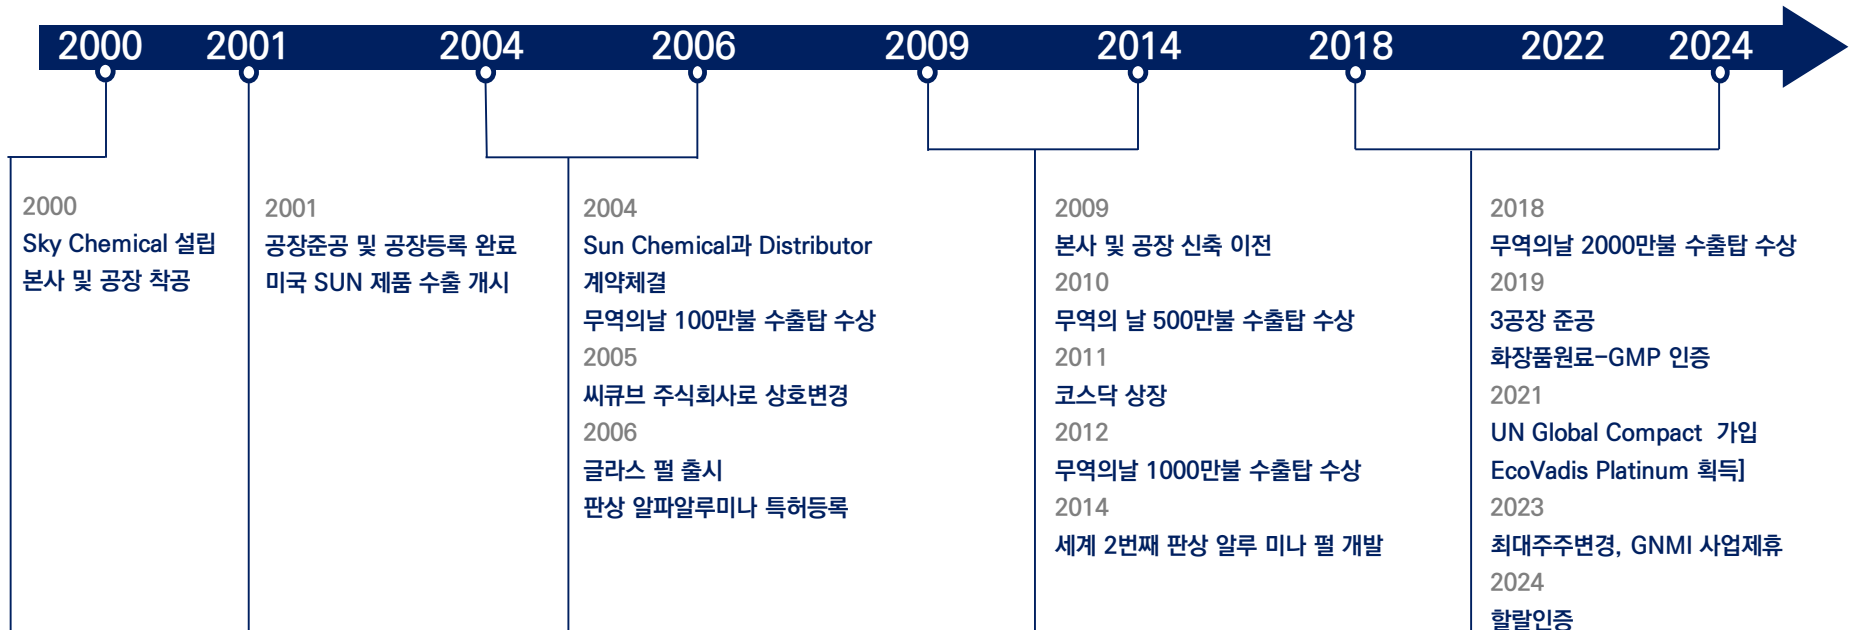 2000 2001 2004 2006 2009 2014 2018 2022 2024
2000
Sky Chemical 설립
본사 및 공장 착공
2001
공장준공 및 공장등록 완료
미국 SUN 제품 수출 개시
2004
Sun Chemical과 Distributor
계약체결
무역의날 100만불 수출탑 수상
2005
씨큐브 주식회사로 상호변경
2006
글라스 펄 출시
판상 알파알루미나 특허등록
2009
본사 및 공장 신축 이전
2010
무역의 날 500만불 수출탑 수상
2011
코스닥 상장
2012
무역의날 1000만불 수출탑 수상
2014
세계 2번째 판상 알루 미나 펄 개발
2018
무역의날 2000만불 수출탑 수상
2019
3공장 준공
화장품원료-GMP 인증
2021
UN Global Compact 가입
EcoVadis Platinum 획득]
2023
최대주주변경, GNMI 사업제휴
2024
할랄인증